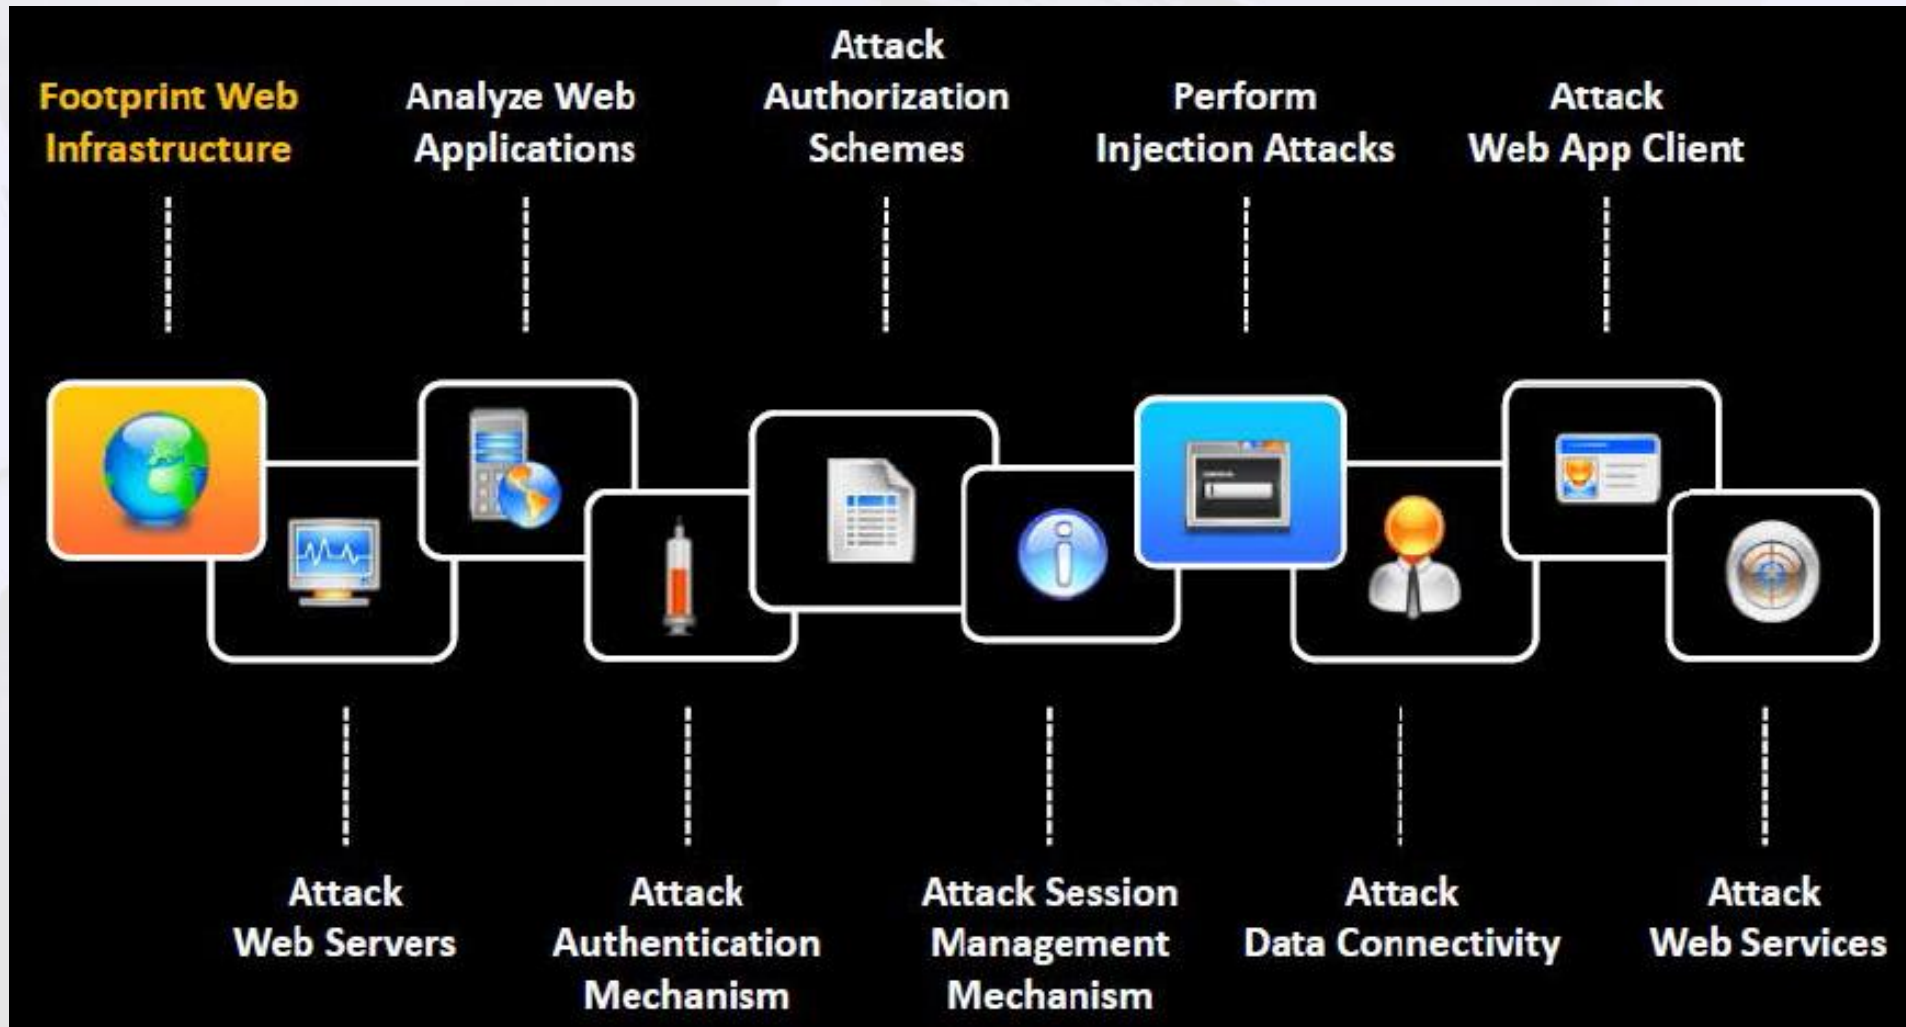 Footprint Web
Infrastructure
Analyze Web
Applications
Attack
Authorization
Schemes
Perform
Injection Attacks
Attack
Web App Client
Attack
Web Servers
Attack
Authentication
Mechanism
Attack Session
Management
Mechanism
Attack
Data Connectivity
Attack
Web Services